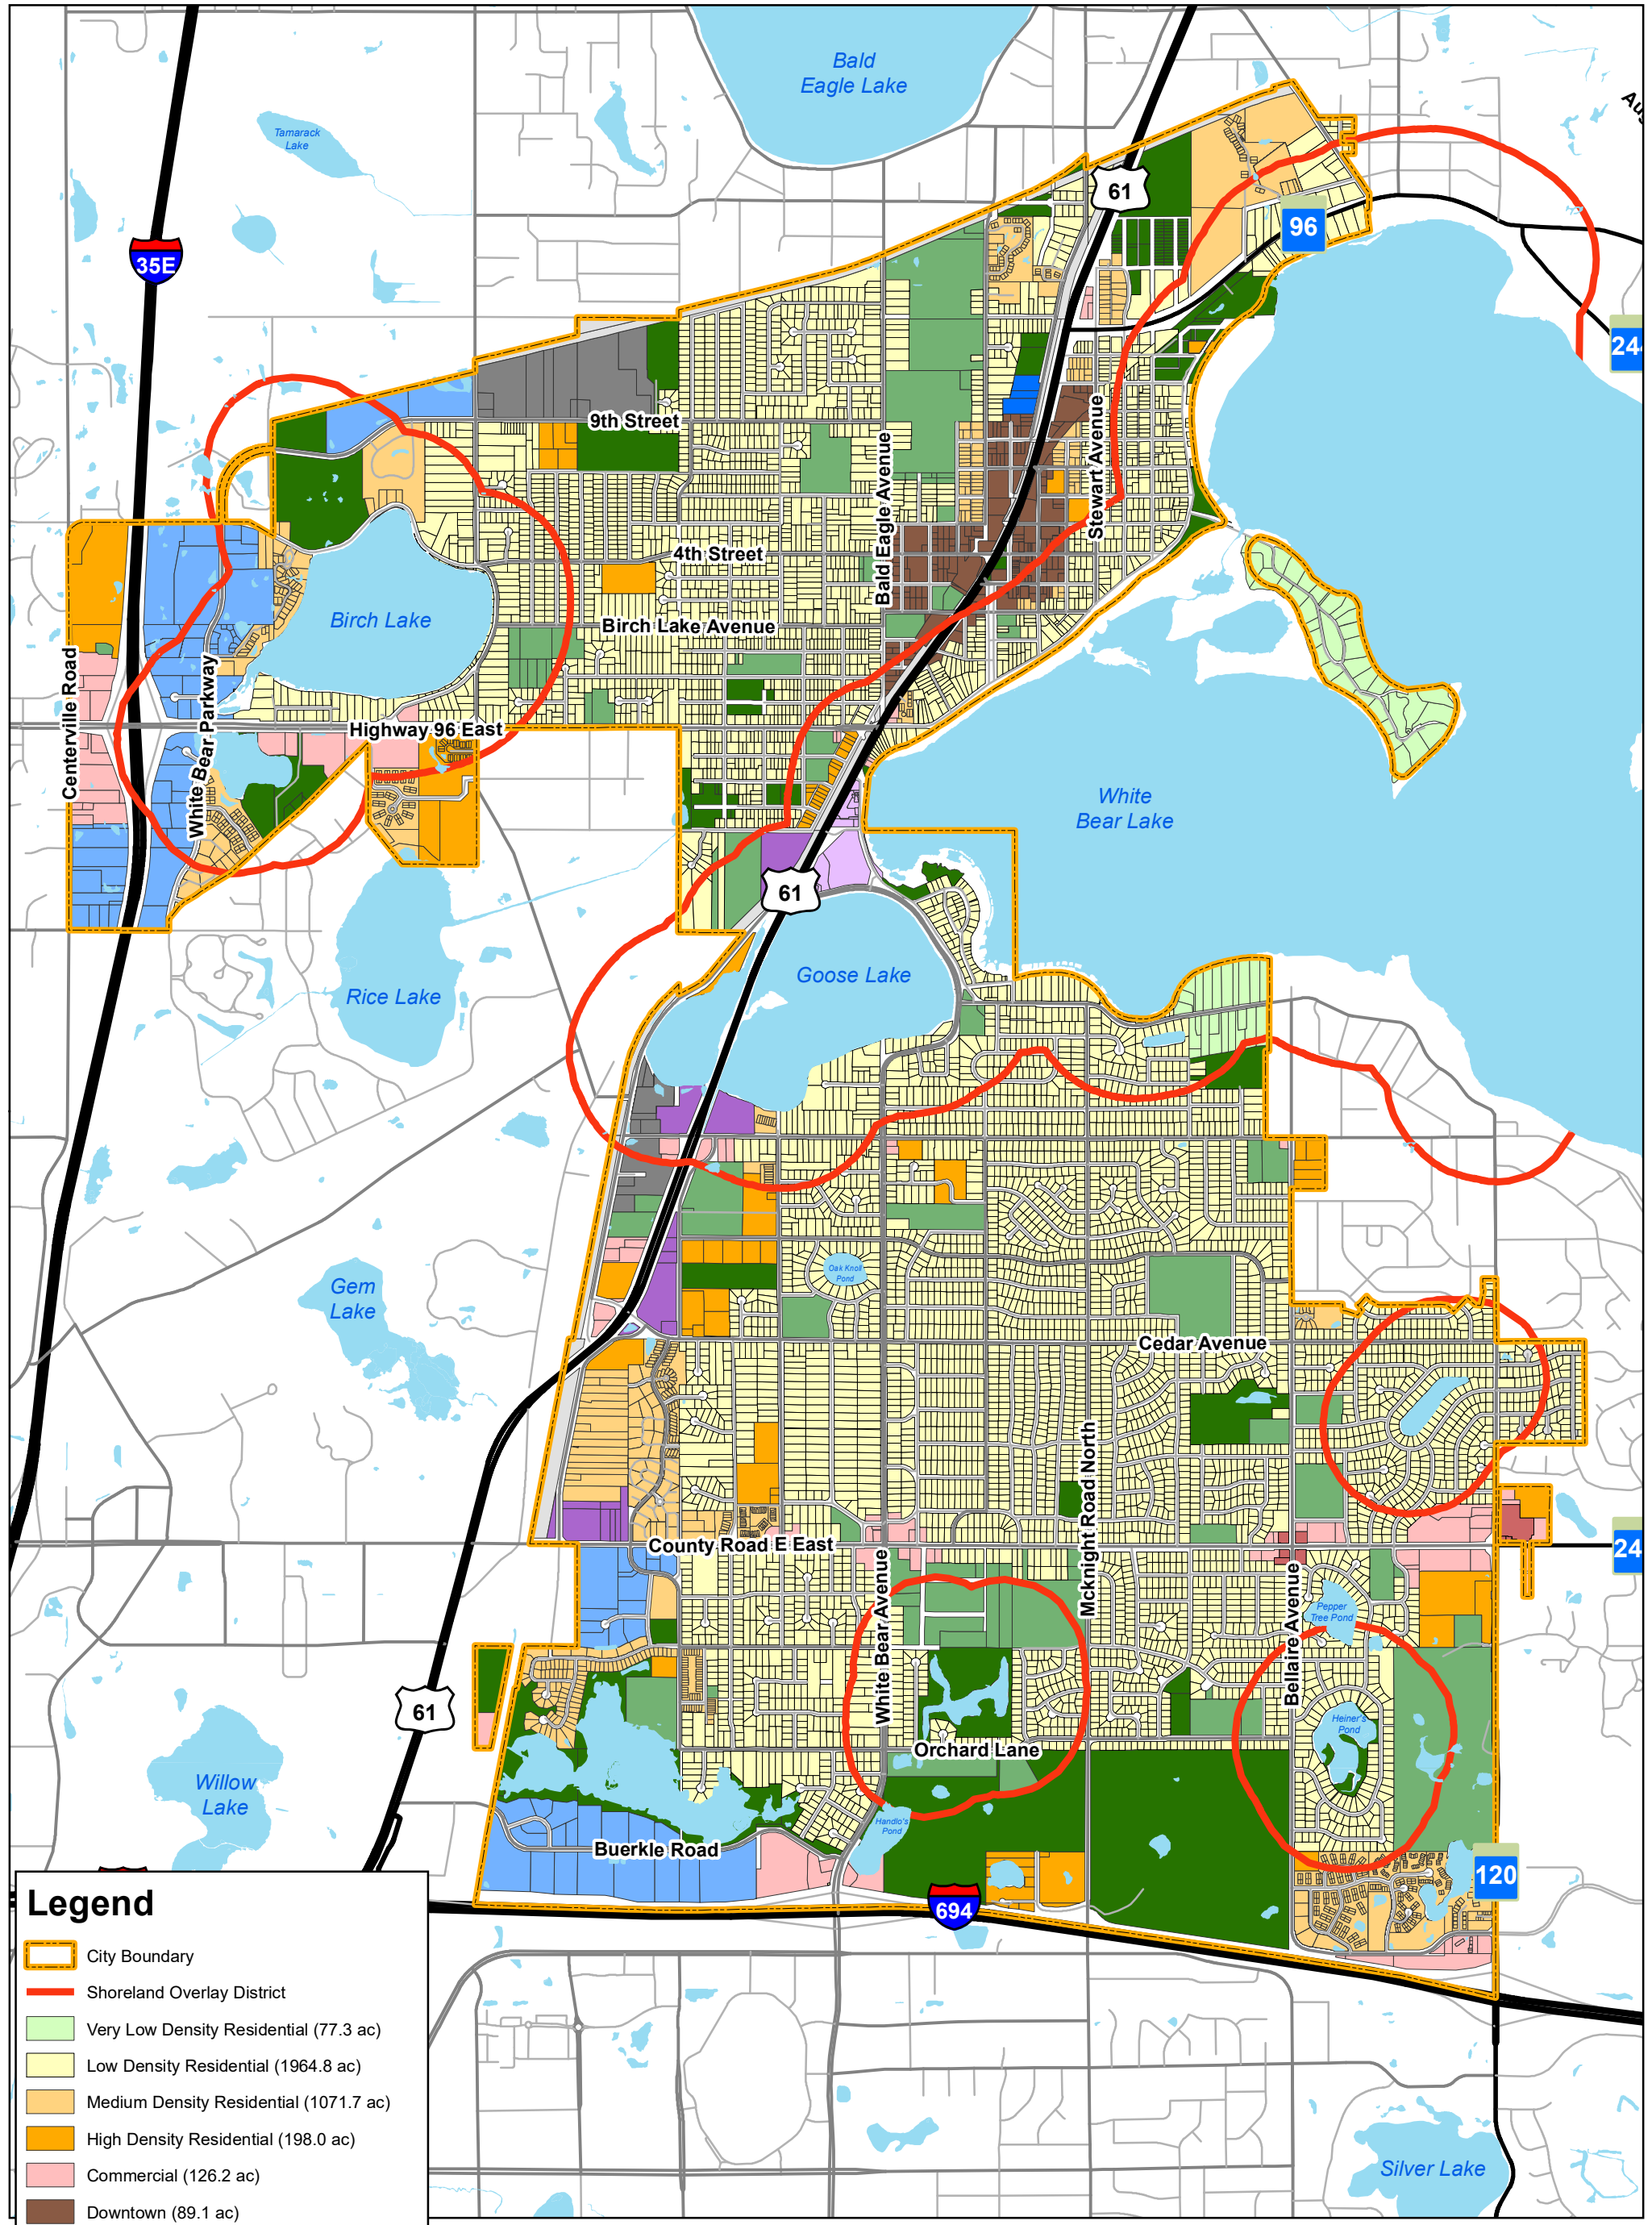 Bald
Eagle Lake
Tamarack
Lake
Au
61
96
35E
244
9th Street
Bald Eagle Avenue
Stewart Avenue
4th Street
Birch Lake
Birch Lake Avenue
Centerville Road
White Bear Parkway
Highway 96 East
White
Bear Lake
61
Goose Lake
Rice Lake
Oak Knoll
Pond
Gem
Lake
Cedar Avenue
Mcknight Road North
County Road E East
24
White Bear Avenue
Bellaire Avenue
Pepper
Tree Pond
61
Heiner's
Pond
Orchard Lane
Willow
Lake
Handlo's
Pond
Buerkle Road
120
694
Legend
City Boundary
Shoreland Overlay District
Very Low Density Residential (77.3 ac)
Low Density Residential (1964.8 ac)
Medium Density Residential (1071.7 ac)
High Density Residential (198.0 ac)
Commercial (126.2 ac)
Downtown (89.1 ac)
Silver Lake